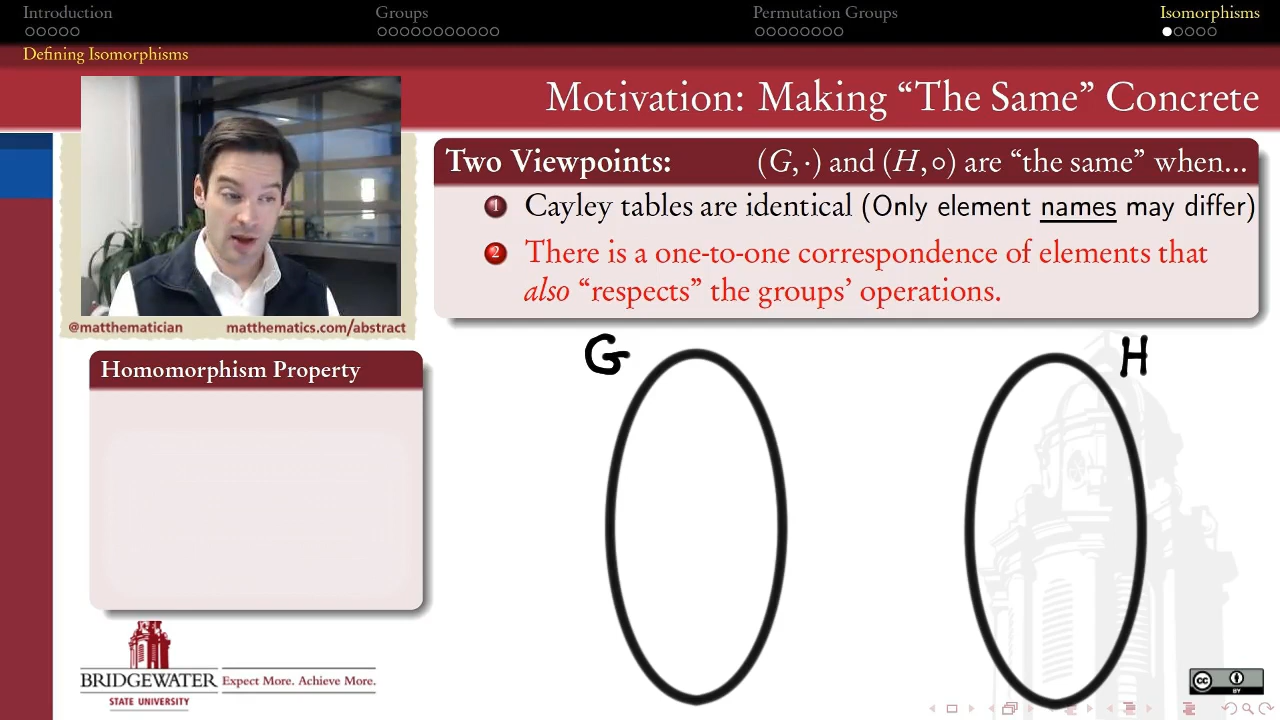 Introduction
Groups
Permutation Groups
Isomorphisms
Defining Isomorphisms
Motivation: Making “The Same” Concrete
Two Viewpoints: (G, ·) and (H, ∘) are “the same” when...
1 Cayley tables are identical (Only element names may differ)
2 There is a one-to-one correspondence of elements that
also “respects” the groups’ operations.
@matthematician matthematics.com/abstract
G
H
Homomorphism Property
BRIDGEWATER
STATE UNIVERSITY
Expect More. Achieve More.
CC BY